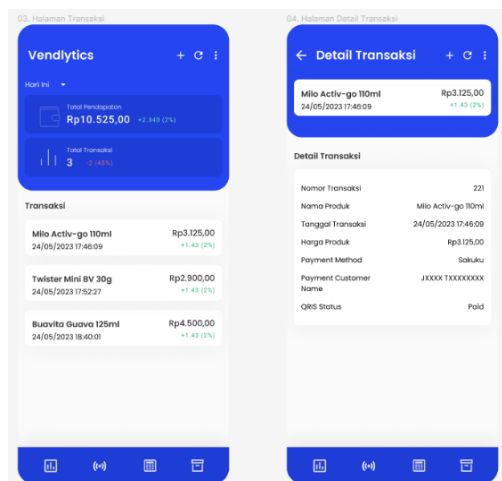 03. Halaman Transaksi
Vendlytics
Hari Ini
Total Pendapatan
Rp10.525,00 +2.540 (2%)
Total Transaksi
3 -2 (45%)
Transaksi
Milo Activ-go 110ml Rp3.125,00
24/05/2023 17:46:09 +1.43 (2%)
Twister Mini BV 30g Rp2.900,00
24/05/2023 17:52:27 +1.43 (2%)
Buavita Guava 125ml Rp4.500,00
24/05/2023 18:40:01 +1.43 (2%)
04. Halaman Detail Transaksi
Detail Transaksi
Milo Activ-go 110ml Rp3.125,00
24/05/2023 17:46:09 +1.43 (2%)
Detail Transaksi
Nomor Transaksi 221
Nama Produk Milo Activ-go 110ml
Tanggal Transaksi 24/05/2023 17:46:09
Harga Produk Rp3.125,00
Payment Method Sakuku
Payment Customer JXXXX TXXXXXXXX
Name
QRIS Status Paid